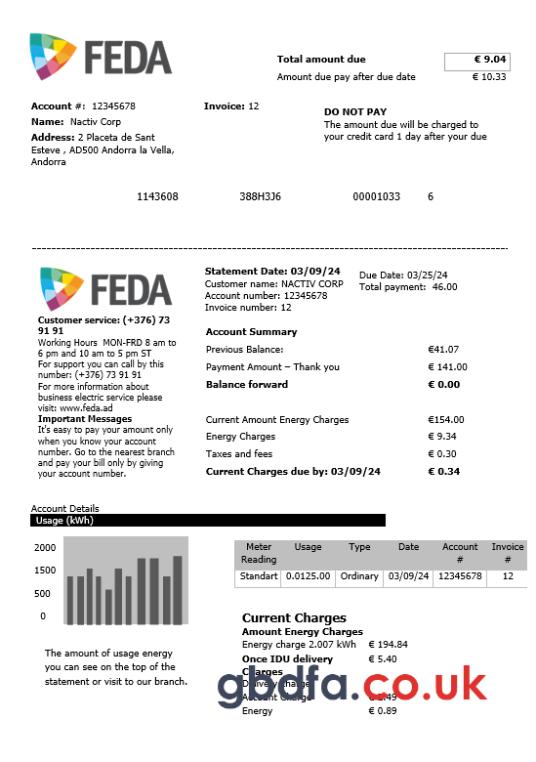 FEDA
Total amount due € 9.04
Amount due pay after due date € 10.33
Account #: 12345678
Invoice: 12
Name: Nactiv Corp
Address: 2 Placeta de Sant
Esteve , AD500 Andorra la Vella,
Andorra
DO NOT PAY
The amount due will be charged to
your credit card 1 day after your due
1143608 388H3J6 00001033 6
FEDA
Customer service: (+376) 73
91 91
Working Hours MON-FRD 8 am to
6 pm and 10 am to 5 pm ST
For support you can call by this
number: (+376) 73 91 91
For more information about
business electric service please
visit: www.feda.ad
Important Messages
It's easy to pay your amount only
when you know your account
number. Go to the nearest branch
and pay your bill only by giving
your account number.
Statement Date: 03/09/24
Customer name: NACTIV CORP
Account number: 12345678
Invoice number: 12
Due Date: 03/25/24
Total payment: 46.00
Account Summary
Previous Balance: €41.07
Payment Amount – Thank you € 141.00
Balance forward € 0.00
Current Amount Energy Charges €154.00
Energy Charges € 9.34
Taxes and fees € 0.30
Current Charges due by: 03/09/24 € 0.34
Account Details
Usage (kWh)
2000
1500
500
0
Meter Usage Type Date Account Invoice
Reading # #
Standart 0.0125.00 Ordinary 03/09/24 12345678 12
The amount of usage energy
you can see on the top of the
statement or visit to our branch.
Current Charges
Amount Energy Charges
Energy charge 2.007 kWh € 194.84
Once IDU delivery € 5.40
Charges
Delivery charge
Account Charge
Energy € 0.89
gbdfa.co.uk